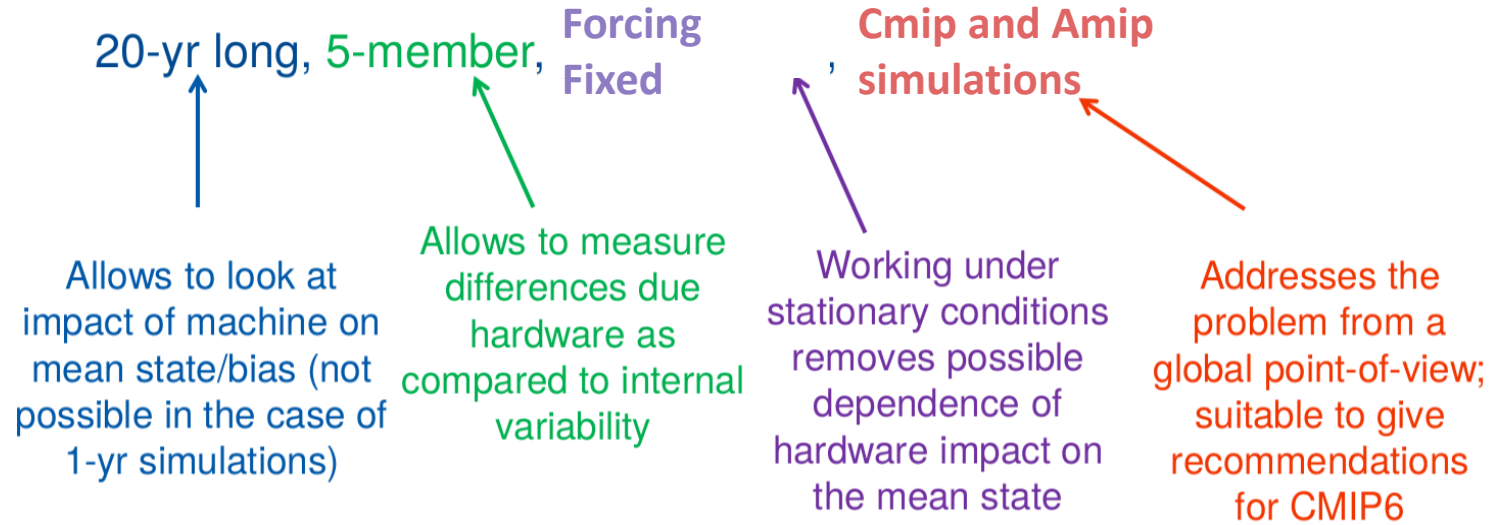 20-yr long, 5-member, Forcing
Fixed
, Cmip and Amip
simulations
Allows to look at
impact of machine on
mean state/bias (not
possible in the case of
1-yr simulations)
Allows to measure
differences due
hardware as
compared to internal
variability
Working under
stationary conditions
removes possible
dependence of
hardware impact on
the mean state
Addresses the
problem from a
global point-of-view;
suitable to give
recommendations
for CMIP6